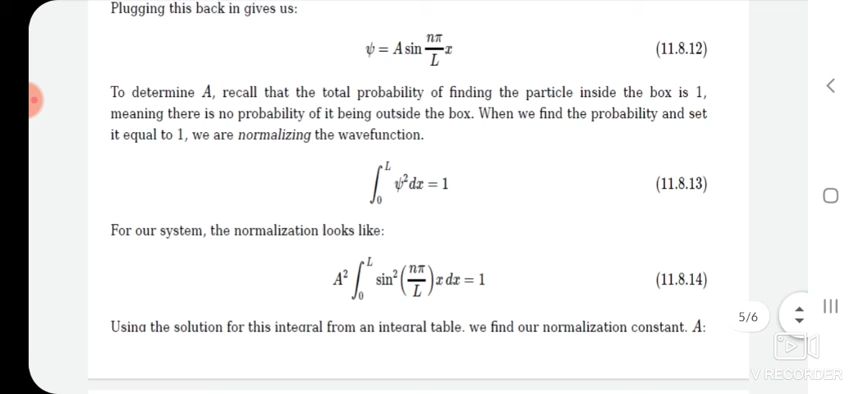 Plugging this back in gives us:
ψ = A sin nπ/L x (11.8.12)
To determine A, recall that the total probability of finding the particle inside the box is 1,
meaning there is no probability of it being outside the box. When we find the probability and set
it equal to 1, we are normalizing the wavefunction.
∫₀ᴸ ψ²dx = 1 (11.8.13)
For our system, the normalization looks like:
A² ∫₀ᴸ sin² (nπ/L) x dx = 1 (11.8.14)
Using the solution for this integral from an integral table, we find our normalization constant, A:
5/6
V RECORDER